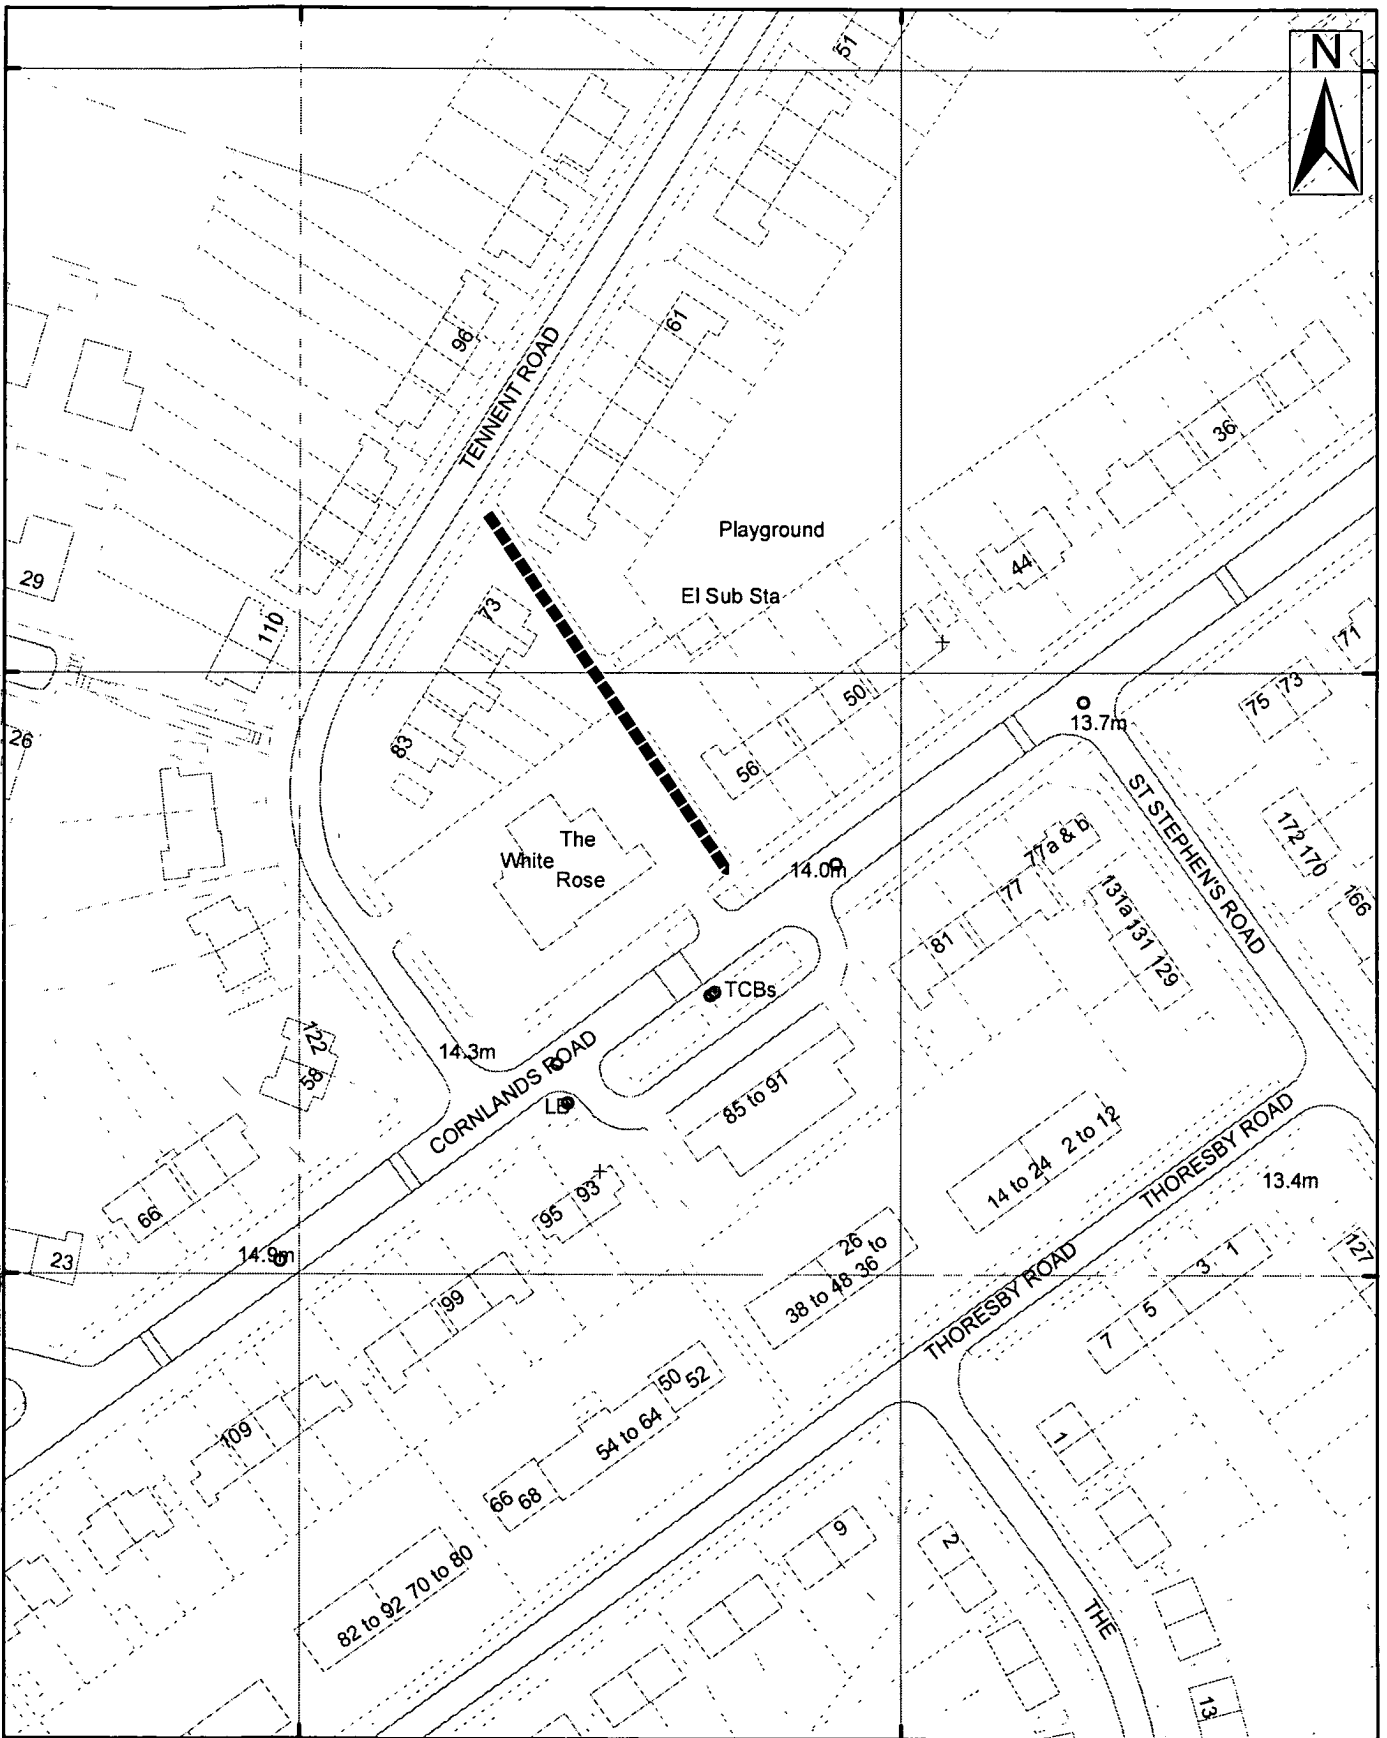 N
51
96
61
TENNENT ROAD
36
Playground
44
El Sub Sta
29
110
73
71
75 73
50
13.7m
26
83
56
ST STEPHEN'S ROAD
The
White
Rose
14.0m
77a & b
77
172 170
131a 131 129
166
81
TCBs
122
58
14.3m
CORNLANDS ROAD
LB
85 to 91
2 to 12
14 to 24
THORESBY ROAD
13.4m
66
93
95
23
14.9m
26 to
36
38 to 48
1
3
5
7
127
99
THORESBY ROAD
50
52
54 to 64
109
1
66
68
9
2
82 to 92 70 to 80
THE
13